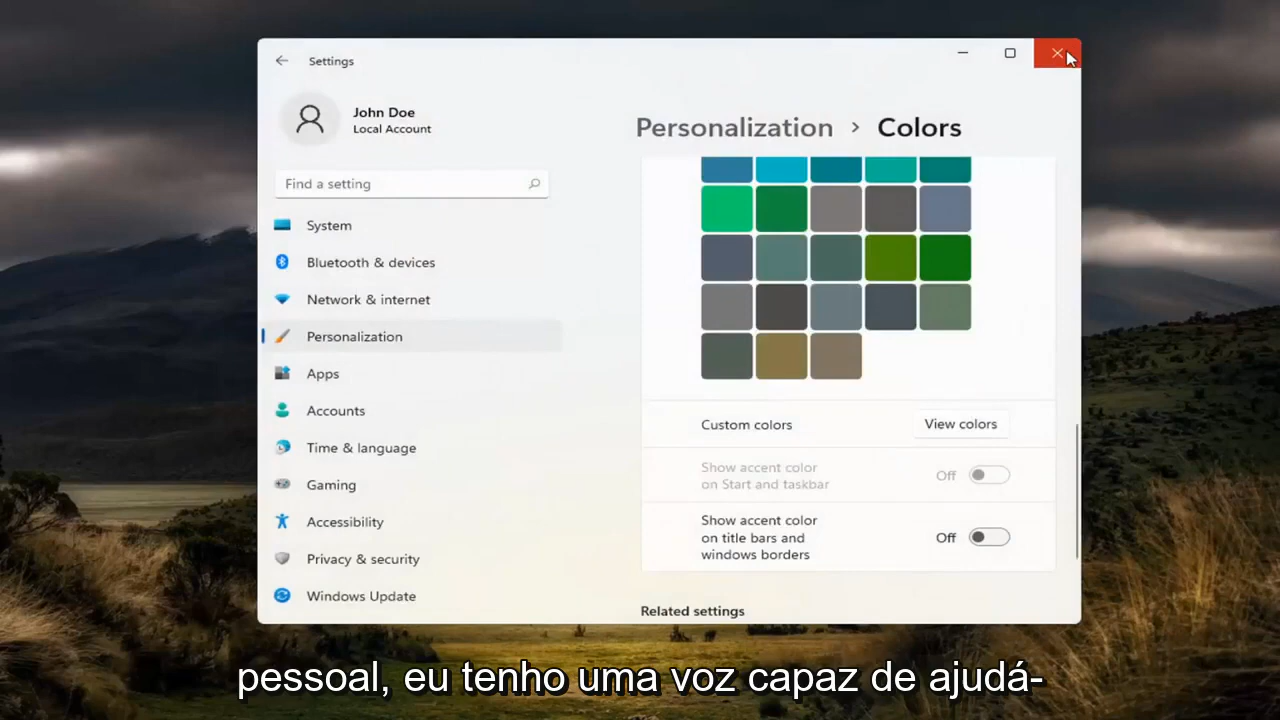 Settings
John Doe
Local Account
Find a setting
System
Bluetooth & devices
Network & internet
Personalization
Apps
Accounts
Time & language
Gaming
Accessibility
Privacy & security
Windows Update
Personalization > Colors
Custom colors
View colors
Show accent color
on Start and taskbar
Off
Show accent color
on title bars and
windows borders
Off
Related settings
pessoal, eu tenho uma voz capaz de ajudá-